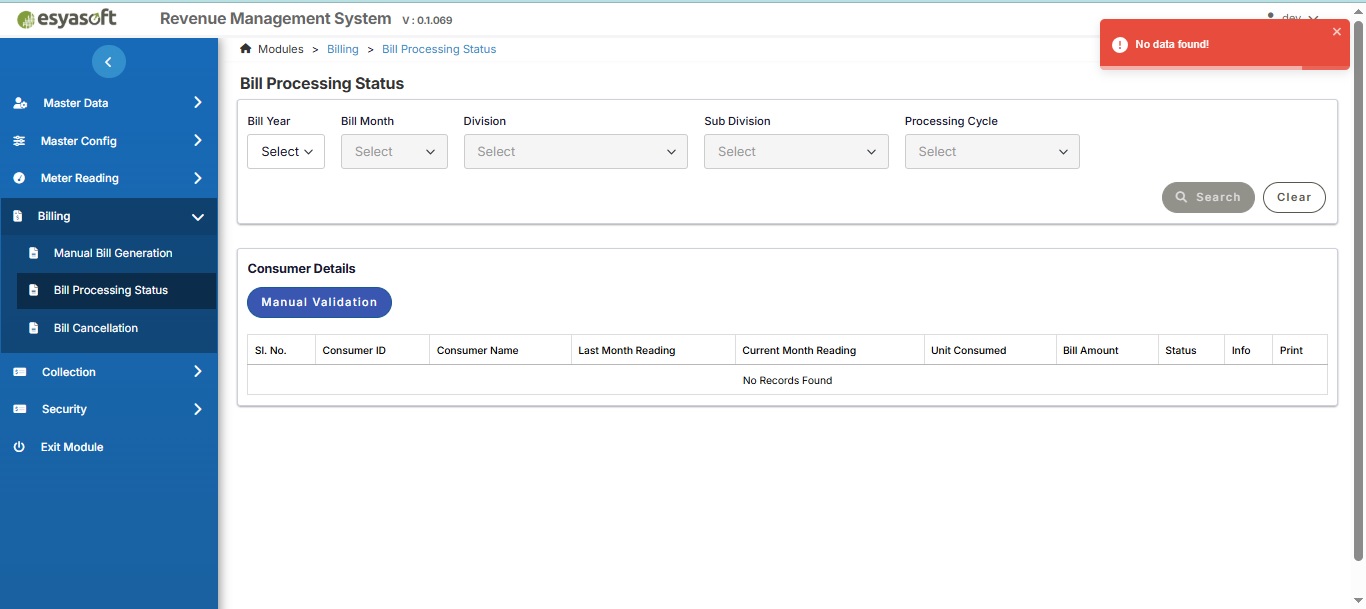 esyasoft
Revenue Management System V : 0.1.069
dev
No data found!
Modules > Billing > Bill Processing Status
Master Data
Master Config
Meter Reading
Billing
Manual Bill Generation
Bill Processing Status
Bill Cancellation
Collection
Security
Exit Module
Bill Processing Status
Bill Year Bill Month Division Sub Division Processing Cycle
Select Select Select Select Select
Search Clear
Consumer Details
Manual Validation
Sl. No. Consumer ID Consumer Name Last Month Reading Current Month Reading Unit Consumed Bill Amount Status Info Print
No Records Found